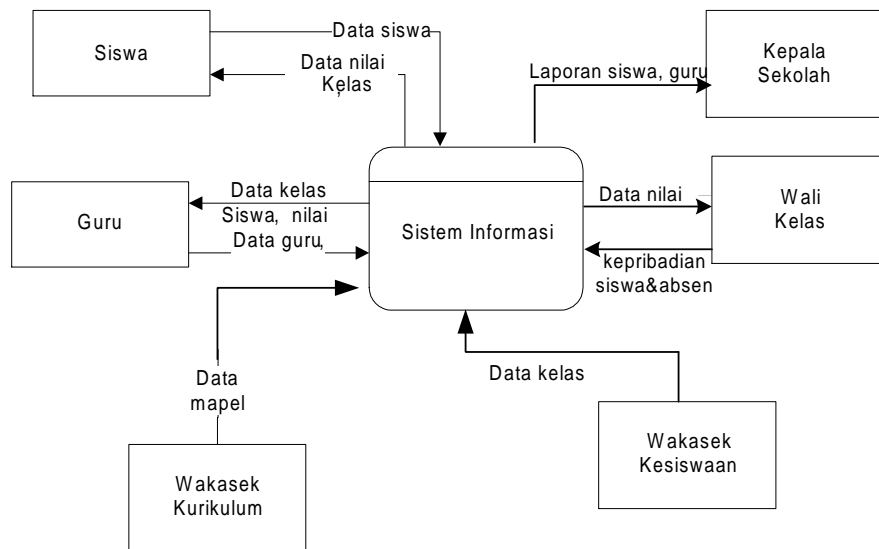 Siswa
Data siswa
Data nilai
Kelas
Laporan siswa, guru
Kepala
Sekolah
Guru
Data kelas
Siswa, nilai
Data guru,
Sistem Informasi
Data nilai
Wali
Kelas
kepribadian
siswa&absen
Data
mapel
Data kelas
Wakasek
Kurikulum
Wakasek
Kesiswaan